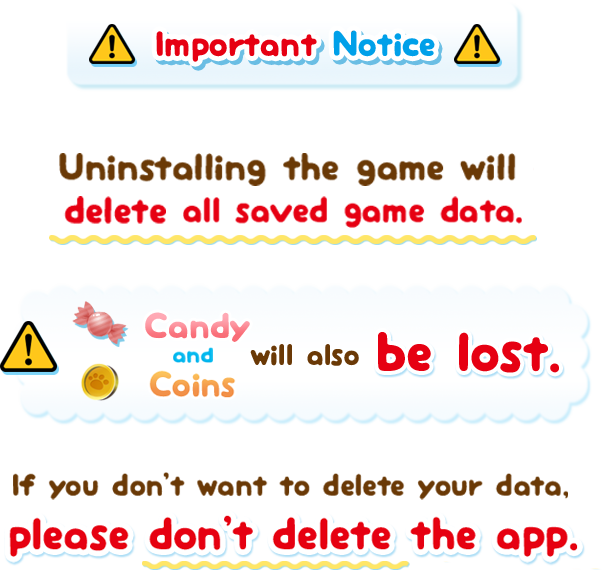 Important Notice
Uninstalling the game will
delete all saved game data.
Candy
and
Coins
will also be lost.
If you don't want to delete your data,
please don't delete the app.